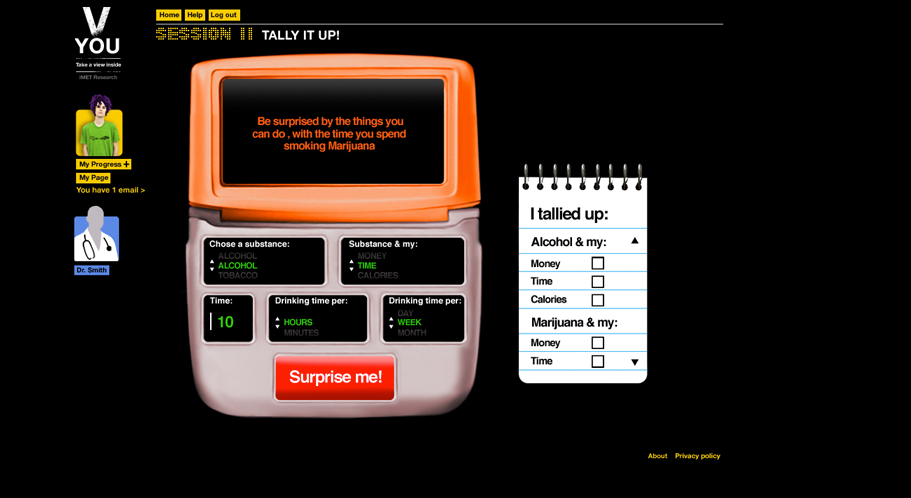 V
YOU
Take a view inside
iMET Research
My Progress +
My Page
You have 1 email >
Dr. Smith
Home Help Log out
SESSION II TALLY IT UP!
Be surprised by the things you
can do , with the time you spend
smoking Marijuana
Chose a substance:
ALCOHOL
ALCOHOL
TOBACCO
Substance & my:
MONEY
TIME
CALORIES
Time:
10
Drinking time per:
HOURS
MINUTES
Drinking time per:
DAY
WEEK
MONTH
Surprise me!
I tallied up:
Alcohol & my:
Money
Time
Calories
Marijuana & my:
Money
Time
About Privacy policy